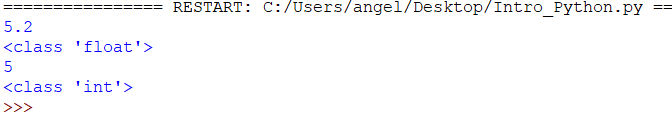 ================ RESTART: C:/Users/angel/Desktop/Intro_Python.py ==
5.2
<class 'float'>
5
<class 'int'>
>>>